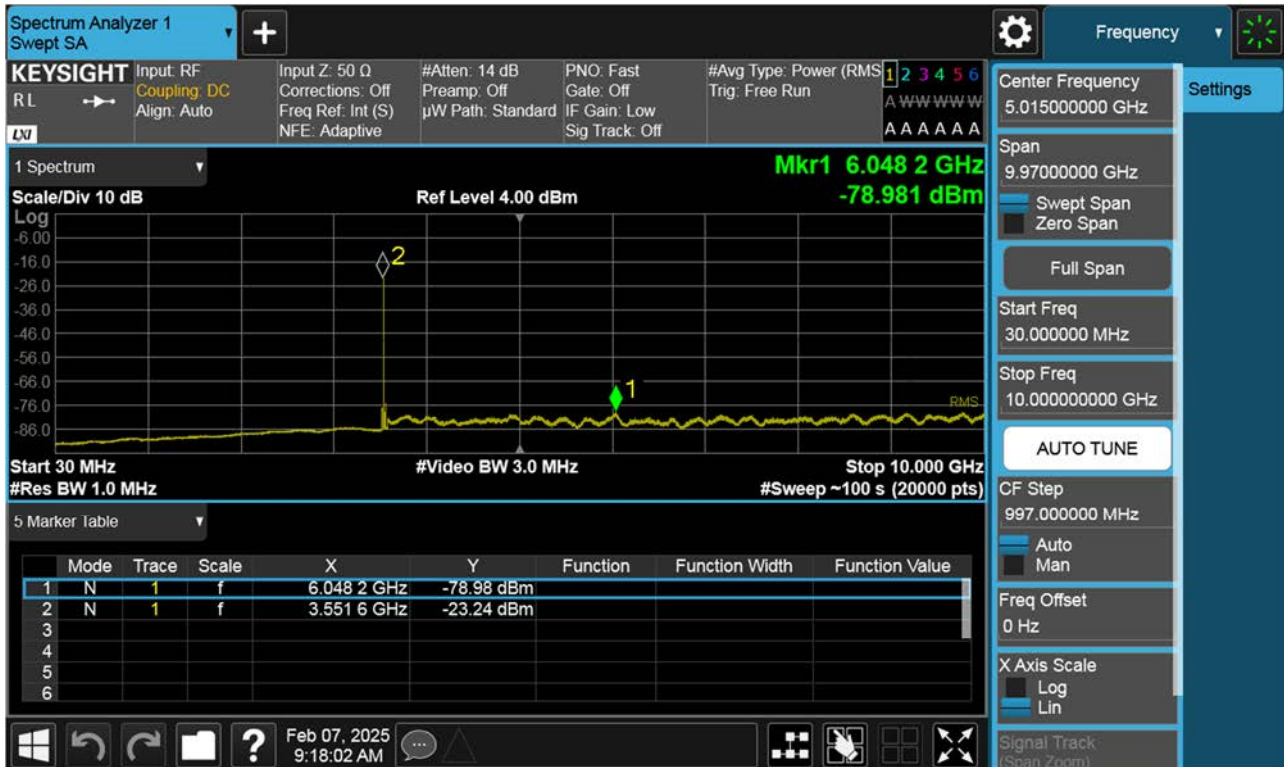 Spectrum Analyzer 1
Swept SA
+
Frequency
KEYSIGHT
RL
LXI
Input: RF
Coupling: DC
Align: Auto
Input Z: 50 Ω
Corrections: Off
Freq Ref: Int (S)
NFE: Adaptive
#Atten: 14 dB
Preamp: Off
µW Path: Standard
PNO: Fast
Gate: Off
IF Gain: Low
Sig Track: Off
#Avg Type: Power (RMS
Trig: Free Run
1 2 3 4 5 6
A W W W W W
A A A A A A
1 Spectrum
Mkr1 6.048 2 GHz
Scale/Div 10 dB Ref Level 4.00 dBm -78.981 dBm
Log
-6.00
-16.0
-26.0
-36.0
-46.0
-56.0
-66.0
-76.0
-86.0
2
1
RMS
Start 30 MHz #Video BW 3.0 MHz Stop 10.000 GHz
#Res BW 1.0 MHz #Sweep ~100 s (20000 pts)
5 Marker Table
Mode Trace Scale X Y Function Function Width Function Value
1 N 1 f 6.048 2 GHz -78.98 dBm
2 N 1 f 3.551 6 GHz -23.24 dBm
3
4
5
6
?
Feb 07, 2025
9:18:02 AM
Center Frequency
5.015000000 GHz
Settings
Span
9.97000000 GHz
Swept Span
Zero Span
Full Span
Start Freq
30.000000 MHz
Stop Freq
10.000000000 GHz
AUTO TUNE
CF Step
997.000000 MHz
Auto
Man
Freq Offset
0 Hz
X Axis Scale
Log
Lin
Signal Track
(Span Zoom)